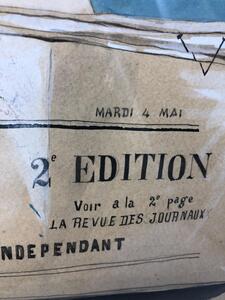 MARDI 4 MAI
2e EDITION
Voir a la 2e page
LA REVUE DES JOURNAUX
NDEPENDANT